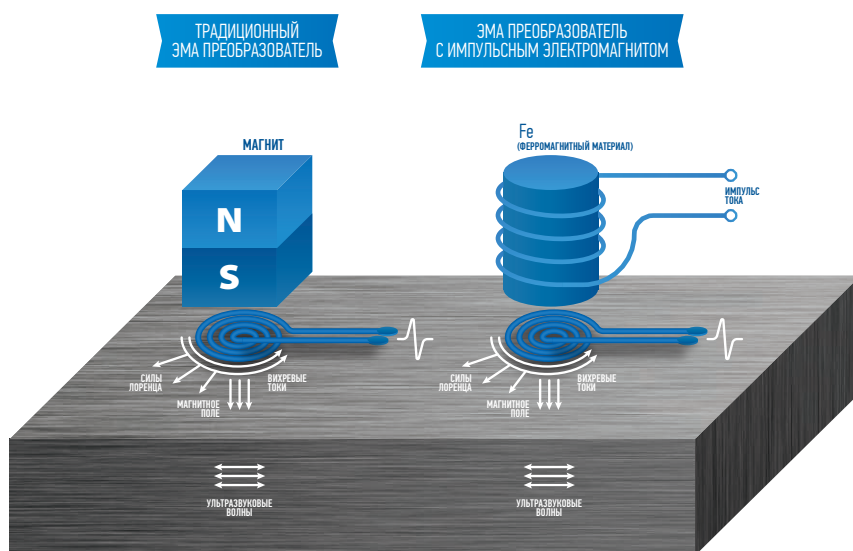 ТРАДИЦИОННЫЙ
ЭМА ПРЕОБРАЗОВАТЕЛЬ
ЭМА ПРЕОБРАЗОВАТЕЛЬ
С ИМПУЛЬСНЫМ ЭЛЕКТРОМАГНИТОМ
МАГНИТ
N
S
Fe
(ФЕРРОМАГНИТНЫЙ МАТЕРИАЛ)
ИМПУЛЬС
ТОКА
СИЛЫ
ЛОРЕНЦА
МАГНИТНОЕ
ПОЛЕ
ВИХРЕВЫЕ
ТОКИ
СИЛЫ
ЛОРЕНЦА
МАГНИТНОЕ
ПОЛЕ
ВИХРЕВЫЕ
ТОКИ
УЛЬТРАЗВУКОВЫЕ
ВОЛНЫ
УЛЬТРАЗВУКОВЫЕ
ВОЛНЫ